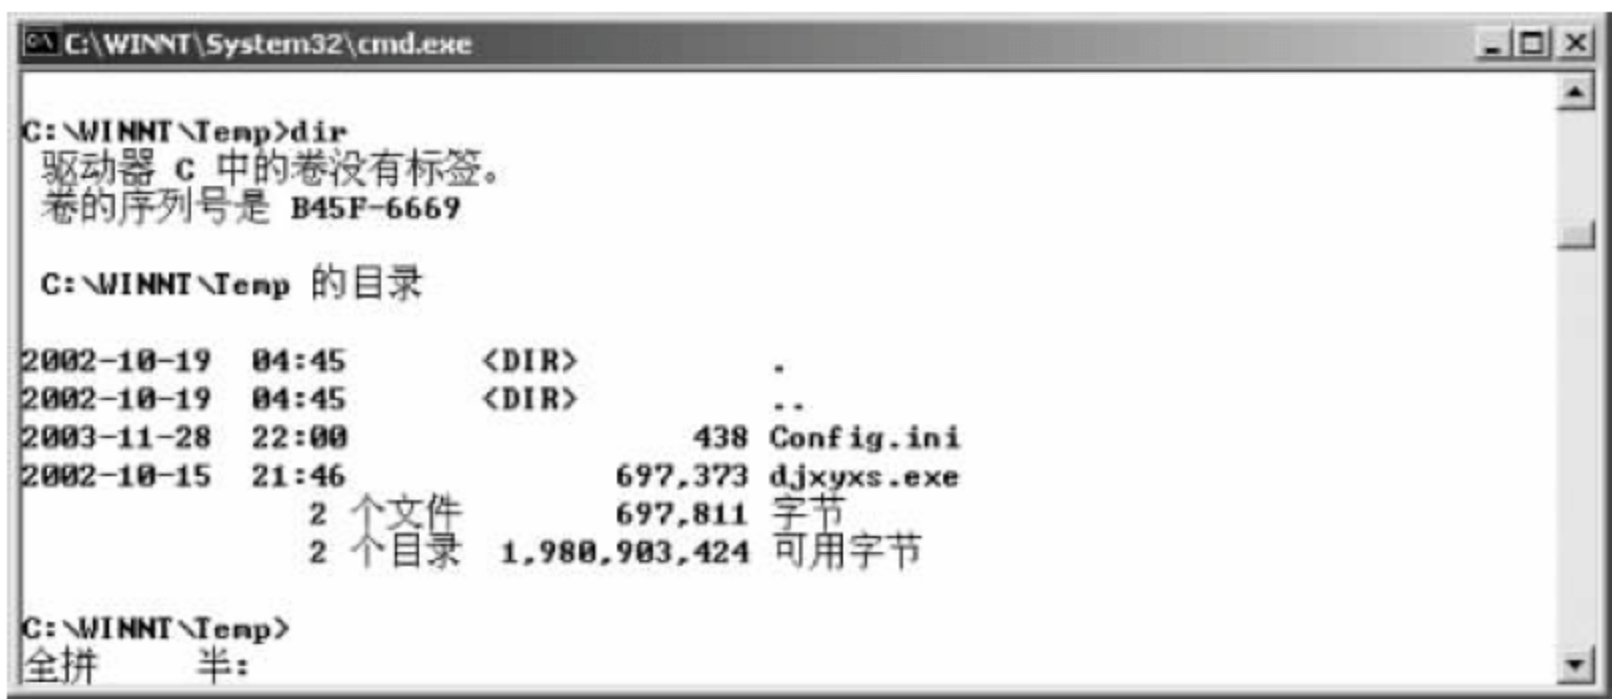 C:\WINNT\System32\cmd.exe
C:\WINNT\Temp>dir
驱动器 C 中的卷没有标签。
卷的序列号是 B45F-6669
C:\WINNT\Temp 的目录
2002-10-19 04:45 <DIR> .
2002-10-19 04:45 <DIR> ..
2003-11-28 22:00 438 Config.ini
2002-10-15 21:46 697,373 djxyxs.exe
2 个文件 697,811 字节
2 个目录 1,980,903,424 可用字节
C:\WINNT\Temp>
全拼 半: